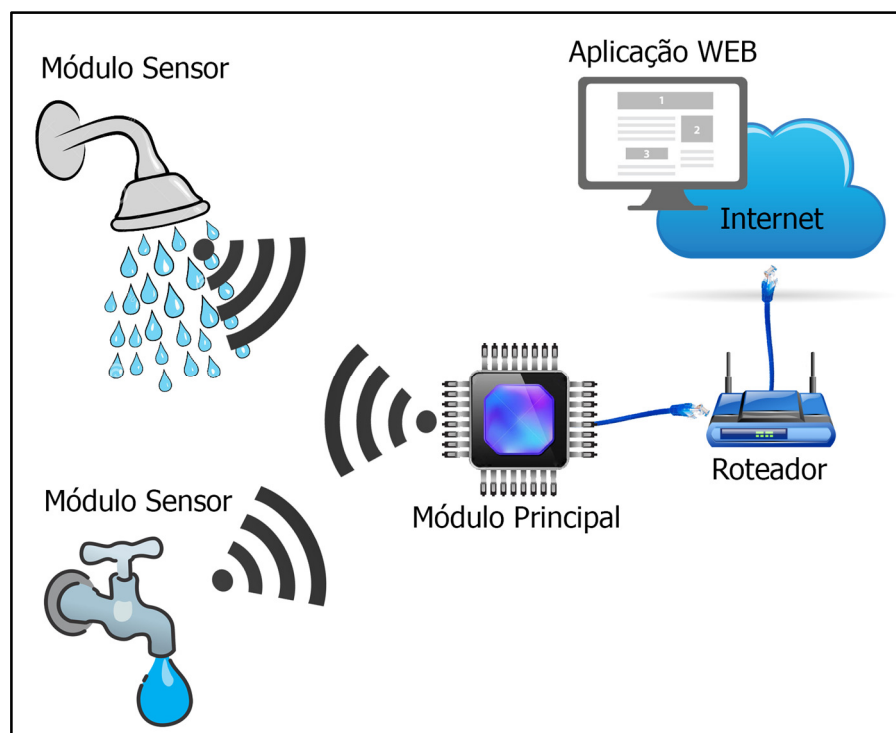 Módulo Sensor
Aplicação WEB
1
2
3
Internet
Roteador
Módulo Principal
Módulo Sensor